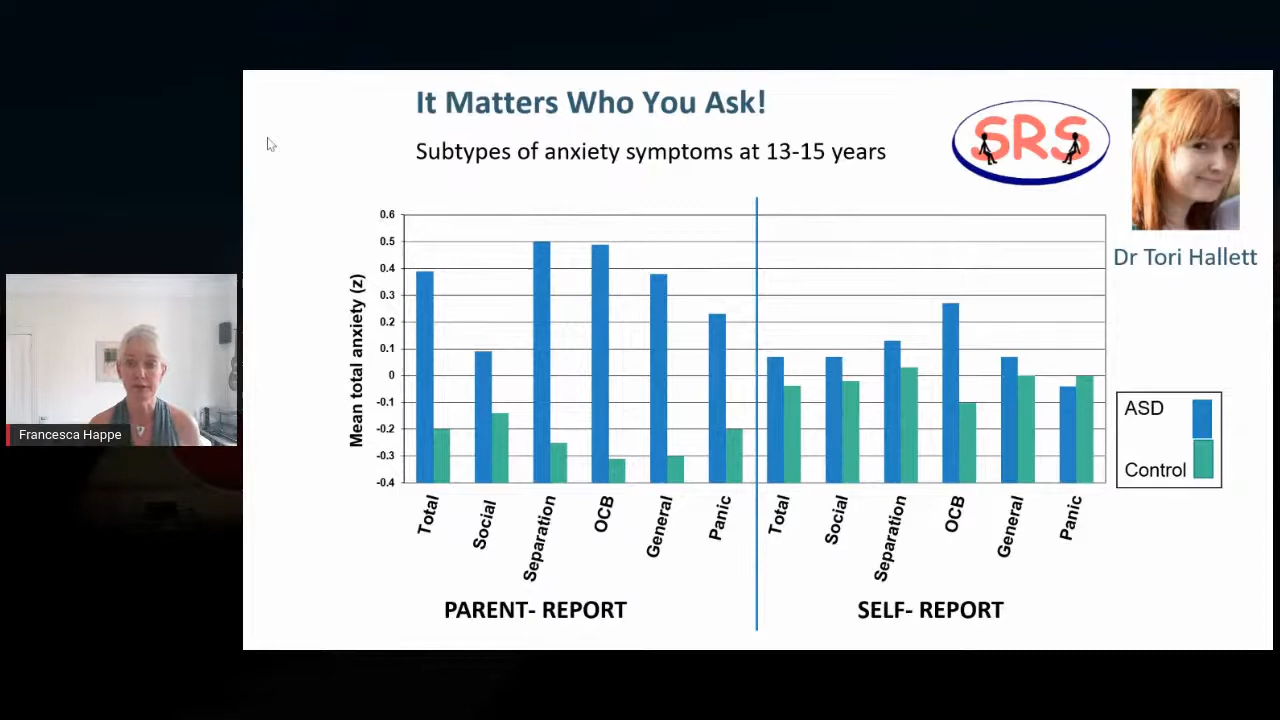 It Matters Who You Ask!
Subtypes of anxiety symptoms at 13-15 years
SRS
Dr Tori Hallett
Mean total anxiety (z)
0.6
0.5
0.4
0.3
0.2
0.1
0
-0.1
-0.2
-0.3
-0.4
Total
Social
Separation
OCB
General
Panic
Total
Social
Separation
OCB
General
Panic
PARENT- REPORT
SELF- REPORT
ASD
Control
Francesca Happe